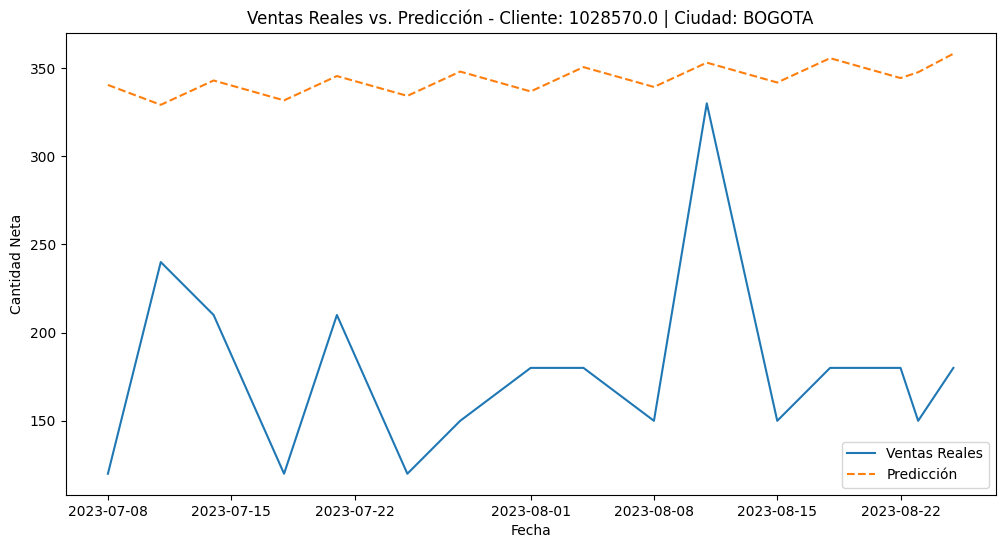 Ventas Reales vs. Predicción - Cliente: 1028570.0 | Ciudad: BOGOTA
Cantidad Neta
350
300
250
200
150
Ventas Reales
Predicción
2023-07-08 2023-07-15 2023-07-22 2023-08-01 2023-08-08 2023-08-15 2023-08-22
Fecha